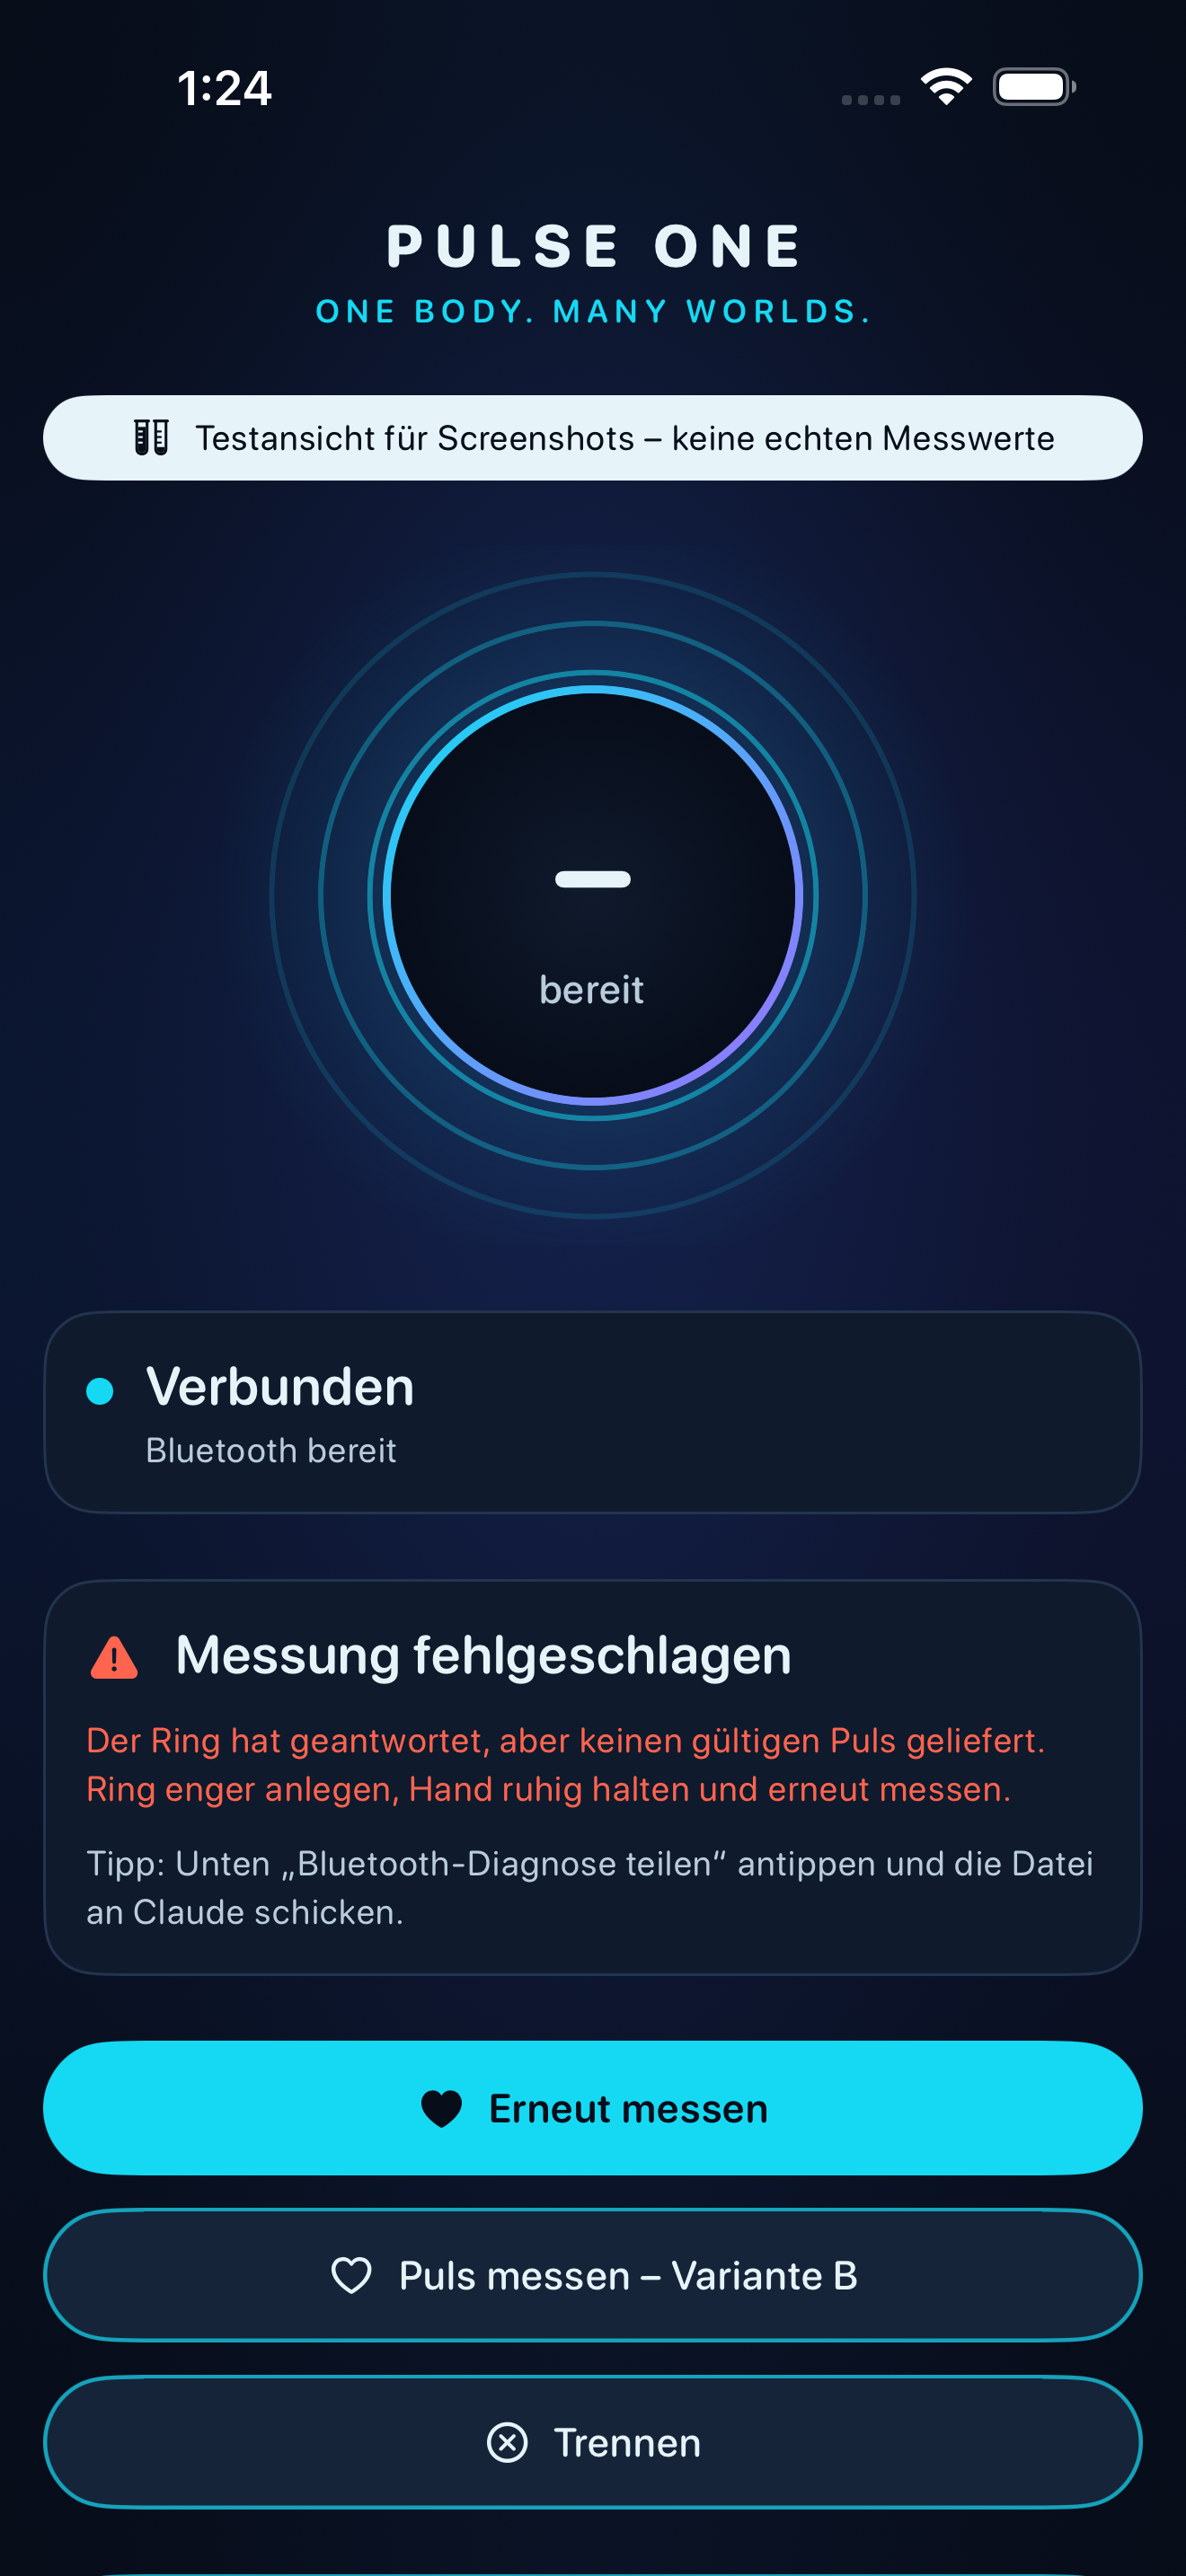 1:24
PULSE ONE
ONE BODY. MANY WORLDS.
Testansicht für Screenshots – keine echten Messwerte
–
bereit
Verbunden
Bluetooth bereit
Messung fehlgeschlagen
Der Ring hat geantwortet, aber keinen gültigen Puls geliefert.
Ring enger anlegen, Hand ruhig halten und erneut messen.
Tipp: Unten „Bluetooth-Diagnose teilen“ antippen und die Datei
an Claude schicken.
Erneut messen
Puls messen – Variante B
Trennen